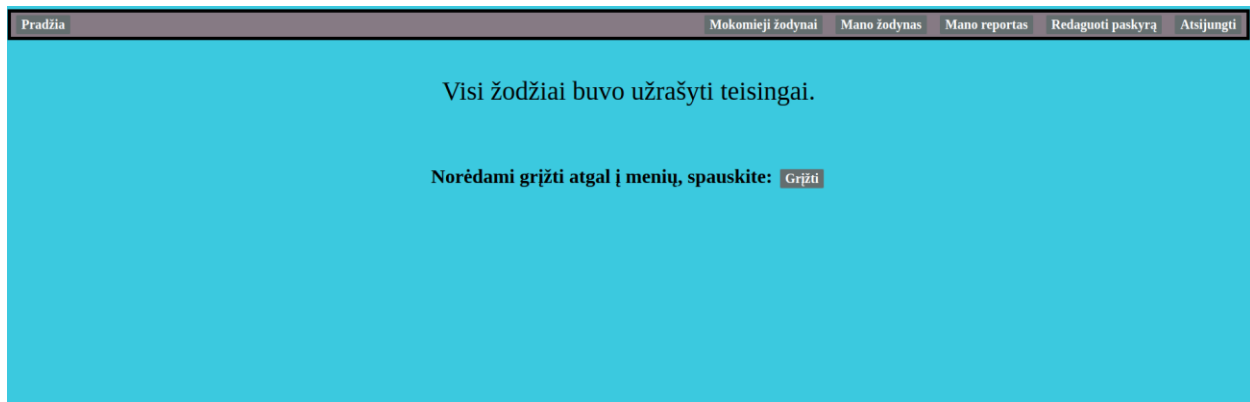 Pradžia Mokomieji žodynai Mano žodynas Mano reportas Redaguoti paskyrą Atsijungti
Visi žodžiai buvo užrašyti teisingai.
Norėdami grįžti atgal į menių, spauskite: Grįžti